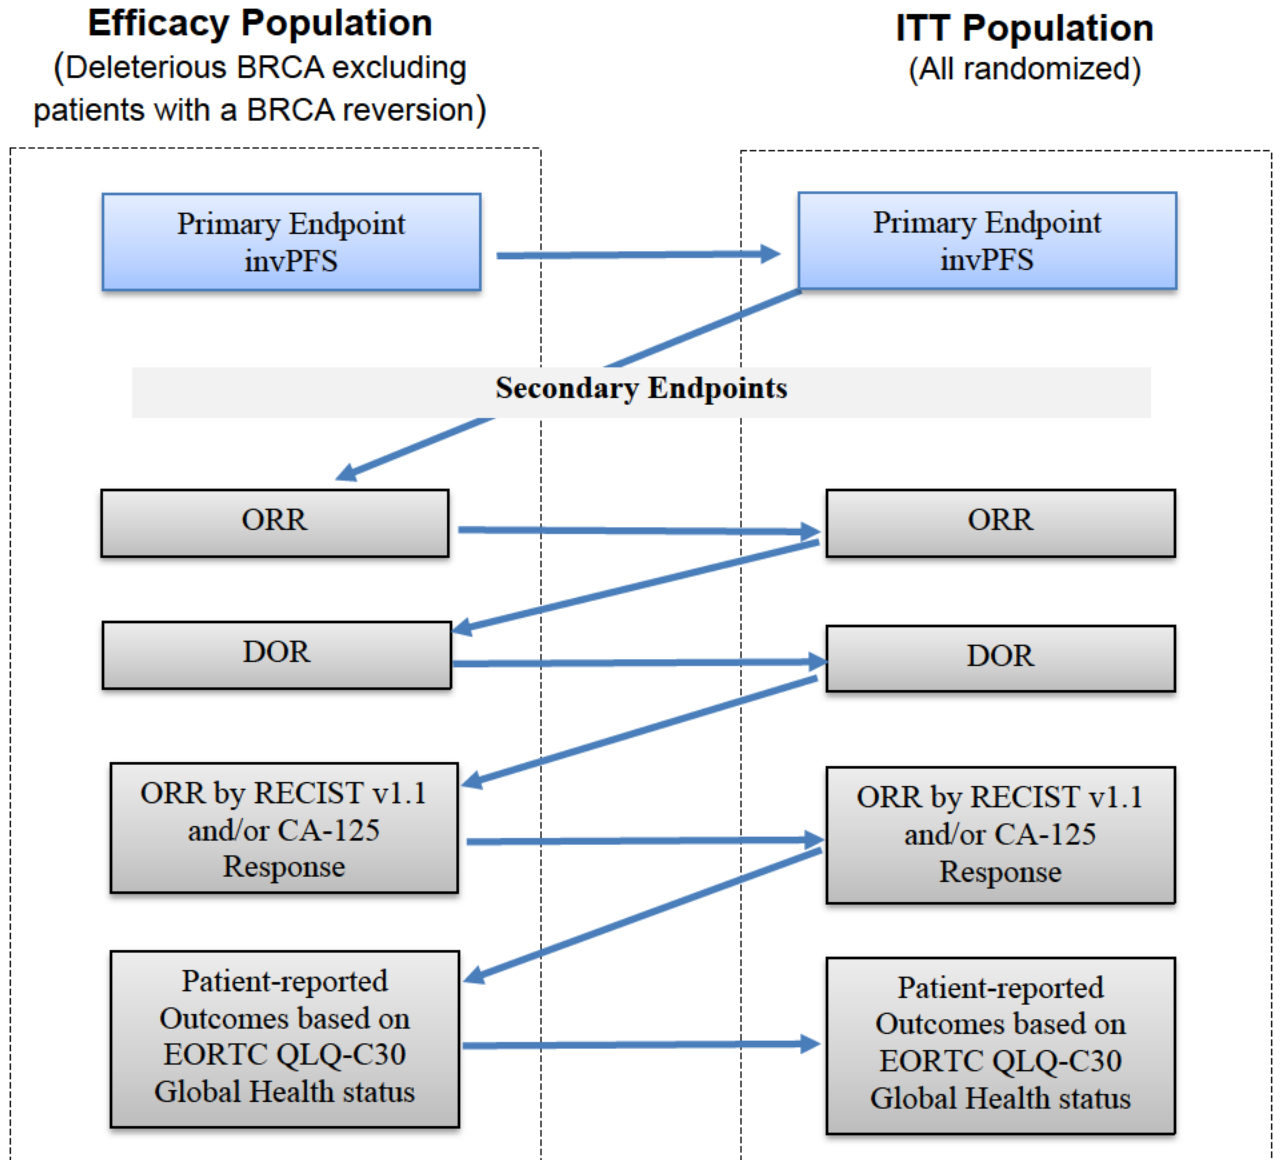 Efficacy Population
(Deleterious BRCA excluding
patients with a BRCA reversion)
ITT Population
(All randomized)
Primary Endpoint
invPFS
Primary Endpoint
invPFS
Secondary Endpoints
ORR
ORR
DOR
DOR
ORR by RECIST v1.1
and/or CA-125
Response
ORR by RECIST v1.1
and/or CA-125
Response
Patient-reported
Outcomes based on
EORTC QLQ-C30
Global Health status
Patient-reported
Outcomes based on
EORTC QLQ-C30
Global Health status